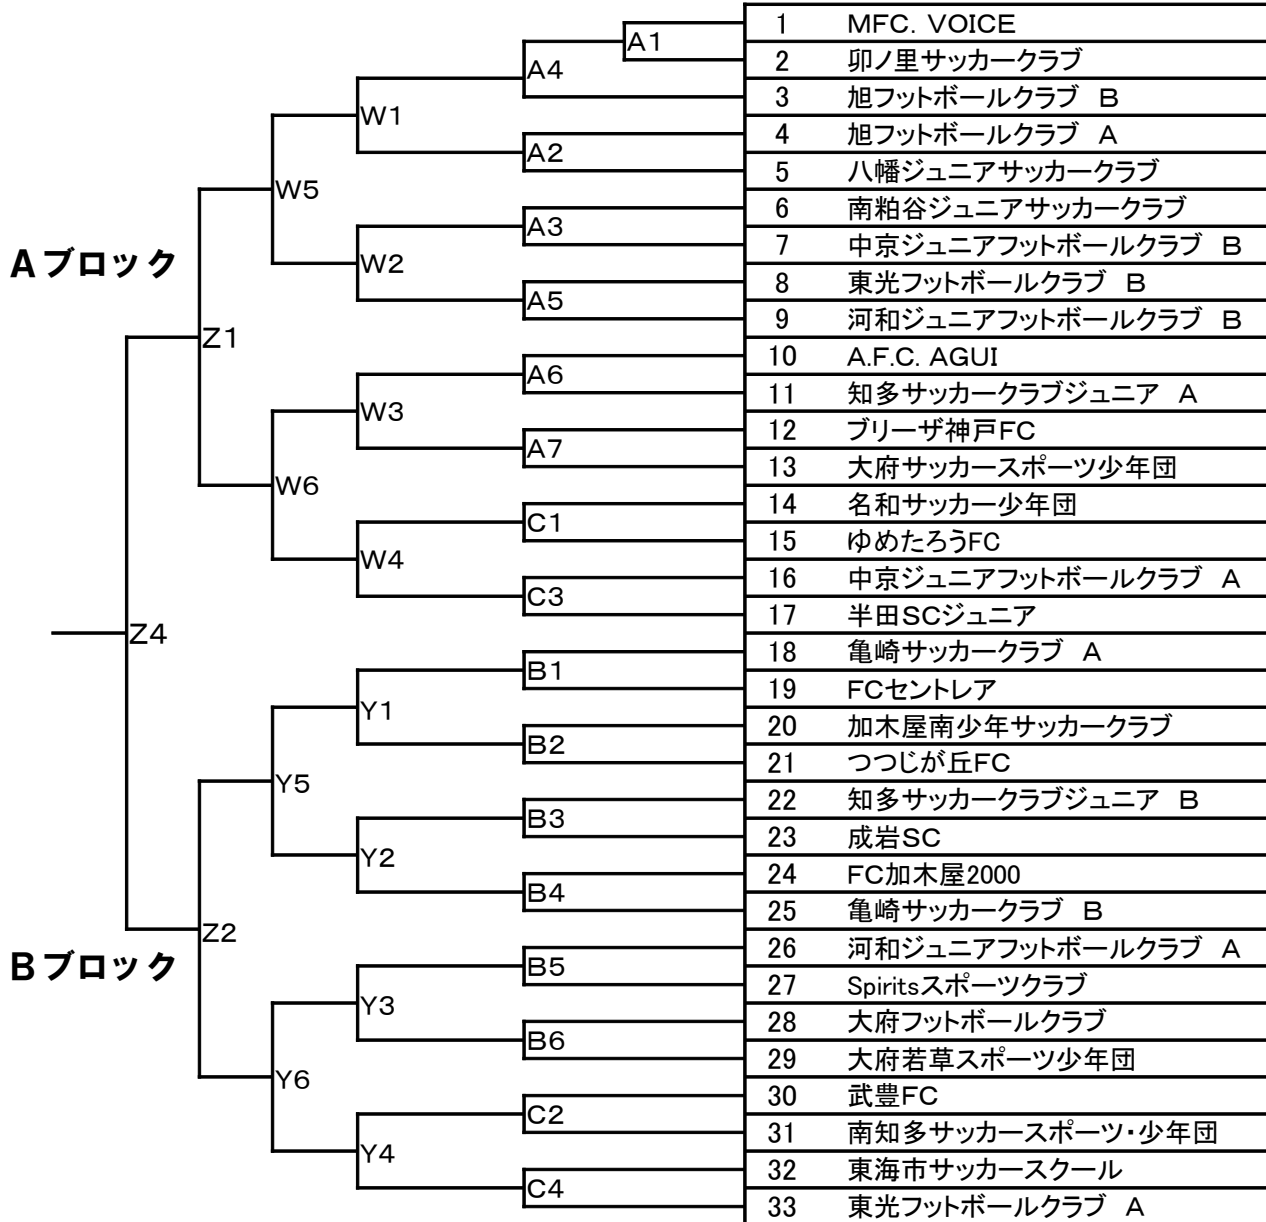 1 MFC. VOICE
A1
2 卯ノ里サッカークラブ
A4
3 旭フットボールクラブ B
W1
4 旭フットボールクラブ A
A2
5 八幡ジュニアサッカークラブ
W5
6 南粕谷ジュニアサッカークラブ
A3
7 中京ジュニアフットボールクラブ B
Aブロック
W2
8 東光フットボールクラブ B
A5
9 河和ジュニアフットボールクラブ B
Z1
10 A.F.C. AGUI
A6
11 知多サッカークラブジュニア A
W3
12 ブリーザ神戸FC
A7
13 大府サッカースポーツ少年団
W6
14 名和サッカー少年団
C1
15 ゆめたろうFC
W4
16 中京ジュニアフットボールクラブ A
C3
17 半田SCジュニア
Z4
18 亀崎サッカークラブ A
B1
19 FCセントレア
Y1
20 加木屋南少年サッカークラブ
B2
21 つつじが丘FC
Y5
22 知多サッカークラブジュニア B
B3
23 成岩SC
Y2
24 FC加木屋2000
B4
25 亀崎サッカークラブ B
Z2
26 河和ジュニアフットボールクラブ A
Bブロック
B5
27 Spiritsスポーツクラブ
Y3
28 大府フットボールクラブ
B6
29 大府若草スポーツ少年団
Y6
30 武豊FC
C2
31 南知多サッカースポーツ・少年団
Y4
32 東海市サッカースクール
C4
33 東光フットボールクラブ A